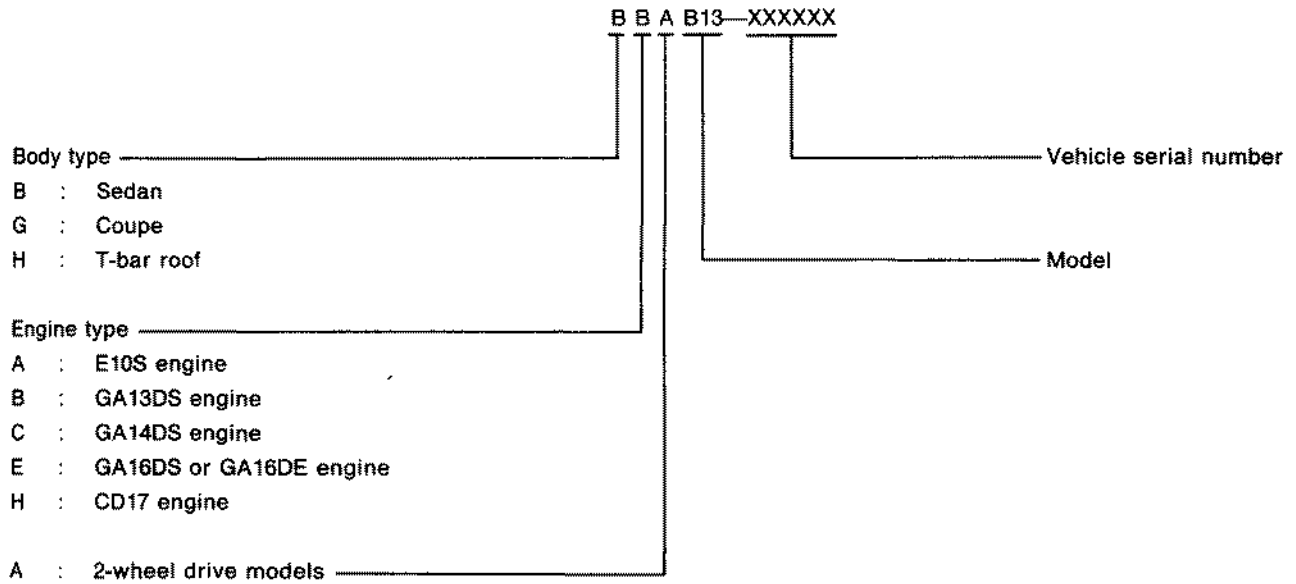 B B A B13—XXXXXX
Body type
Vehicle serial number
B : Sedan
G : Coupe
H : T-bar roof
Model
Engine type
A : E10S engine
B : GA13DS engine
C : GA14DS engine
E : GA16DS or GA16DE engine
H : CD17 engine
A : 2-wheel drive models